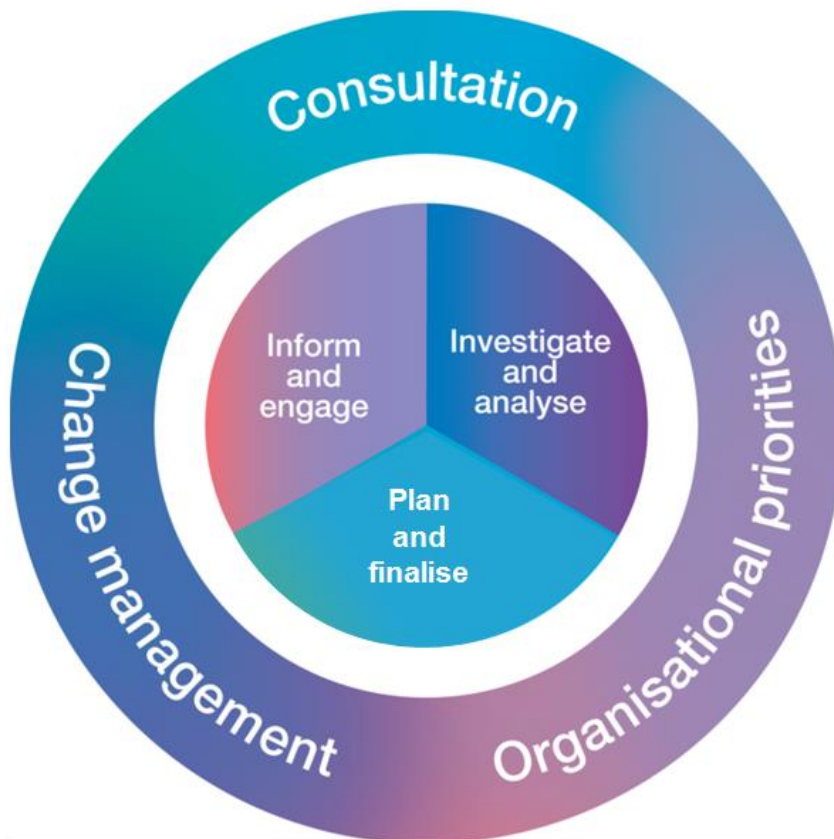 Consultation
Inform
and
engage
Investigate
and
analyse
Plan
and
finalise
Change management
Organisational priorities